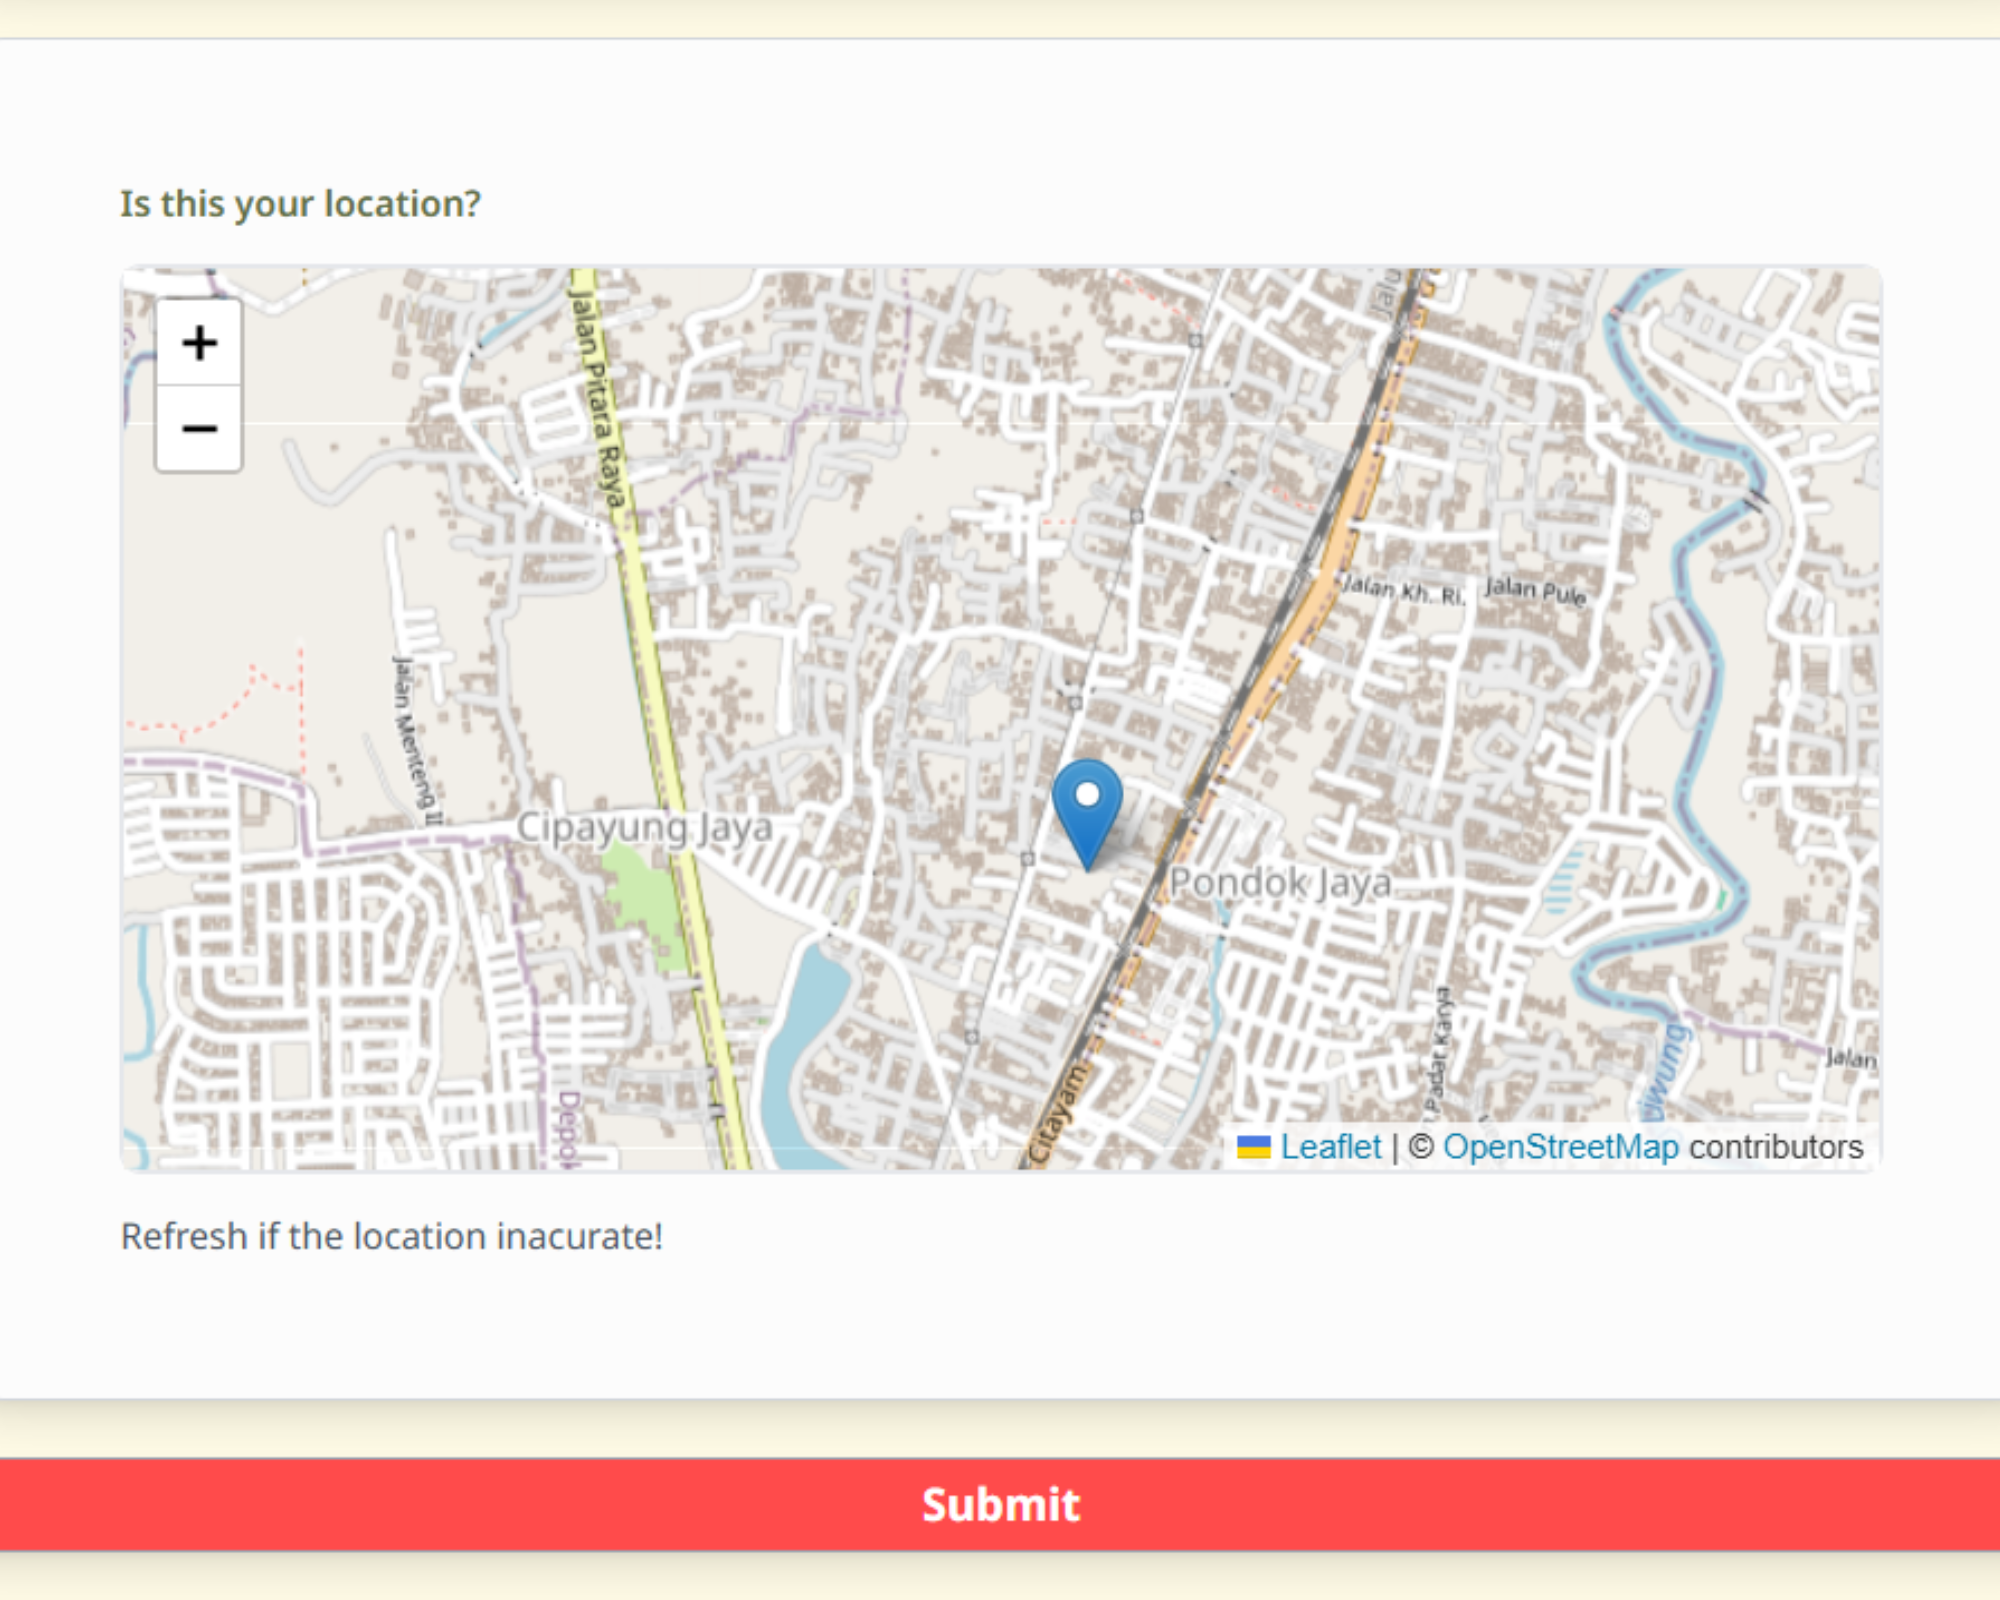 Is this your location?
+
−
Jalan Pitara Raya
Jalan Kh. Ri.
Jalan Pule
Jalan Menteng II
Cipayung Jaya
Pondok Jaya
Padat Karya
Jalan
Depok
Citayam
Leaflet | © OpenStreetMap contributors
Refresh if the location inacurate!
Submit